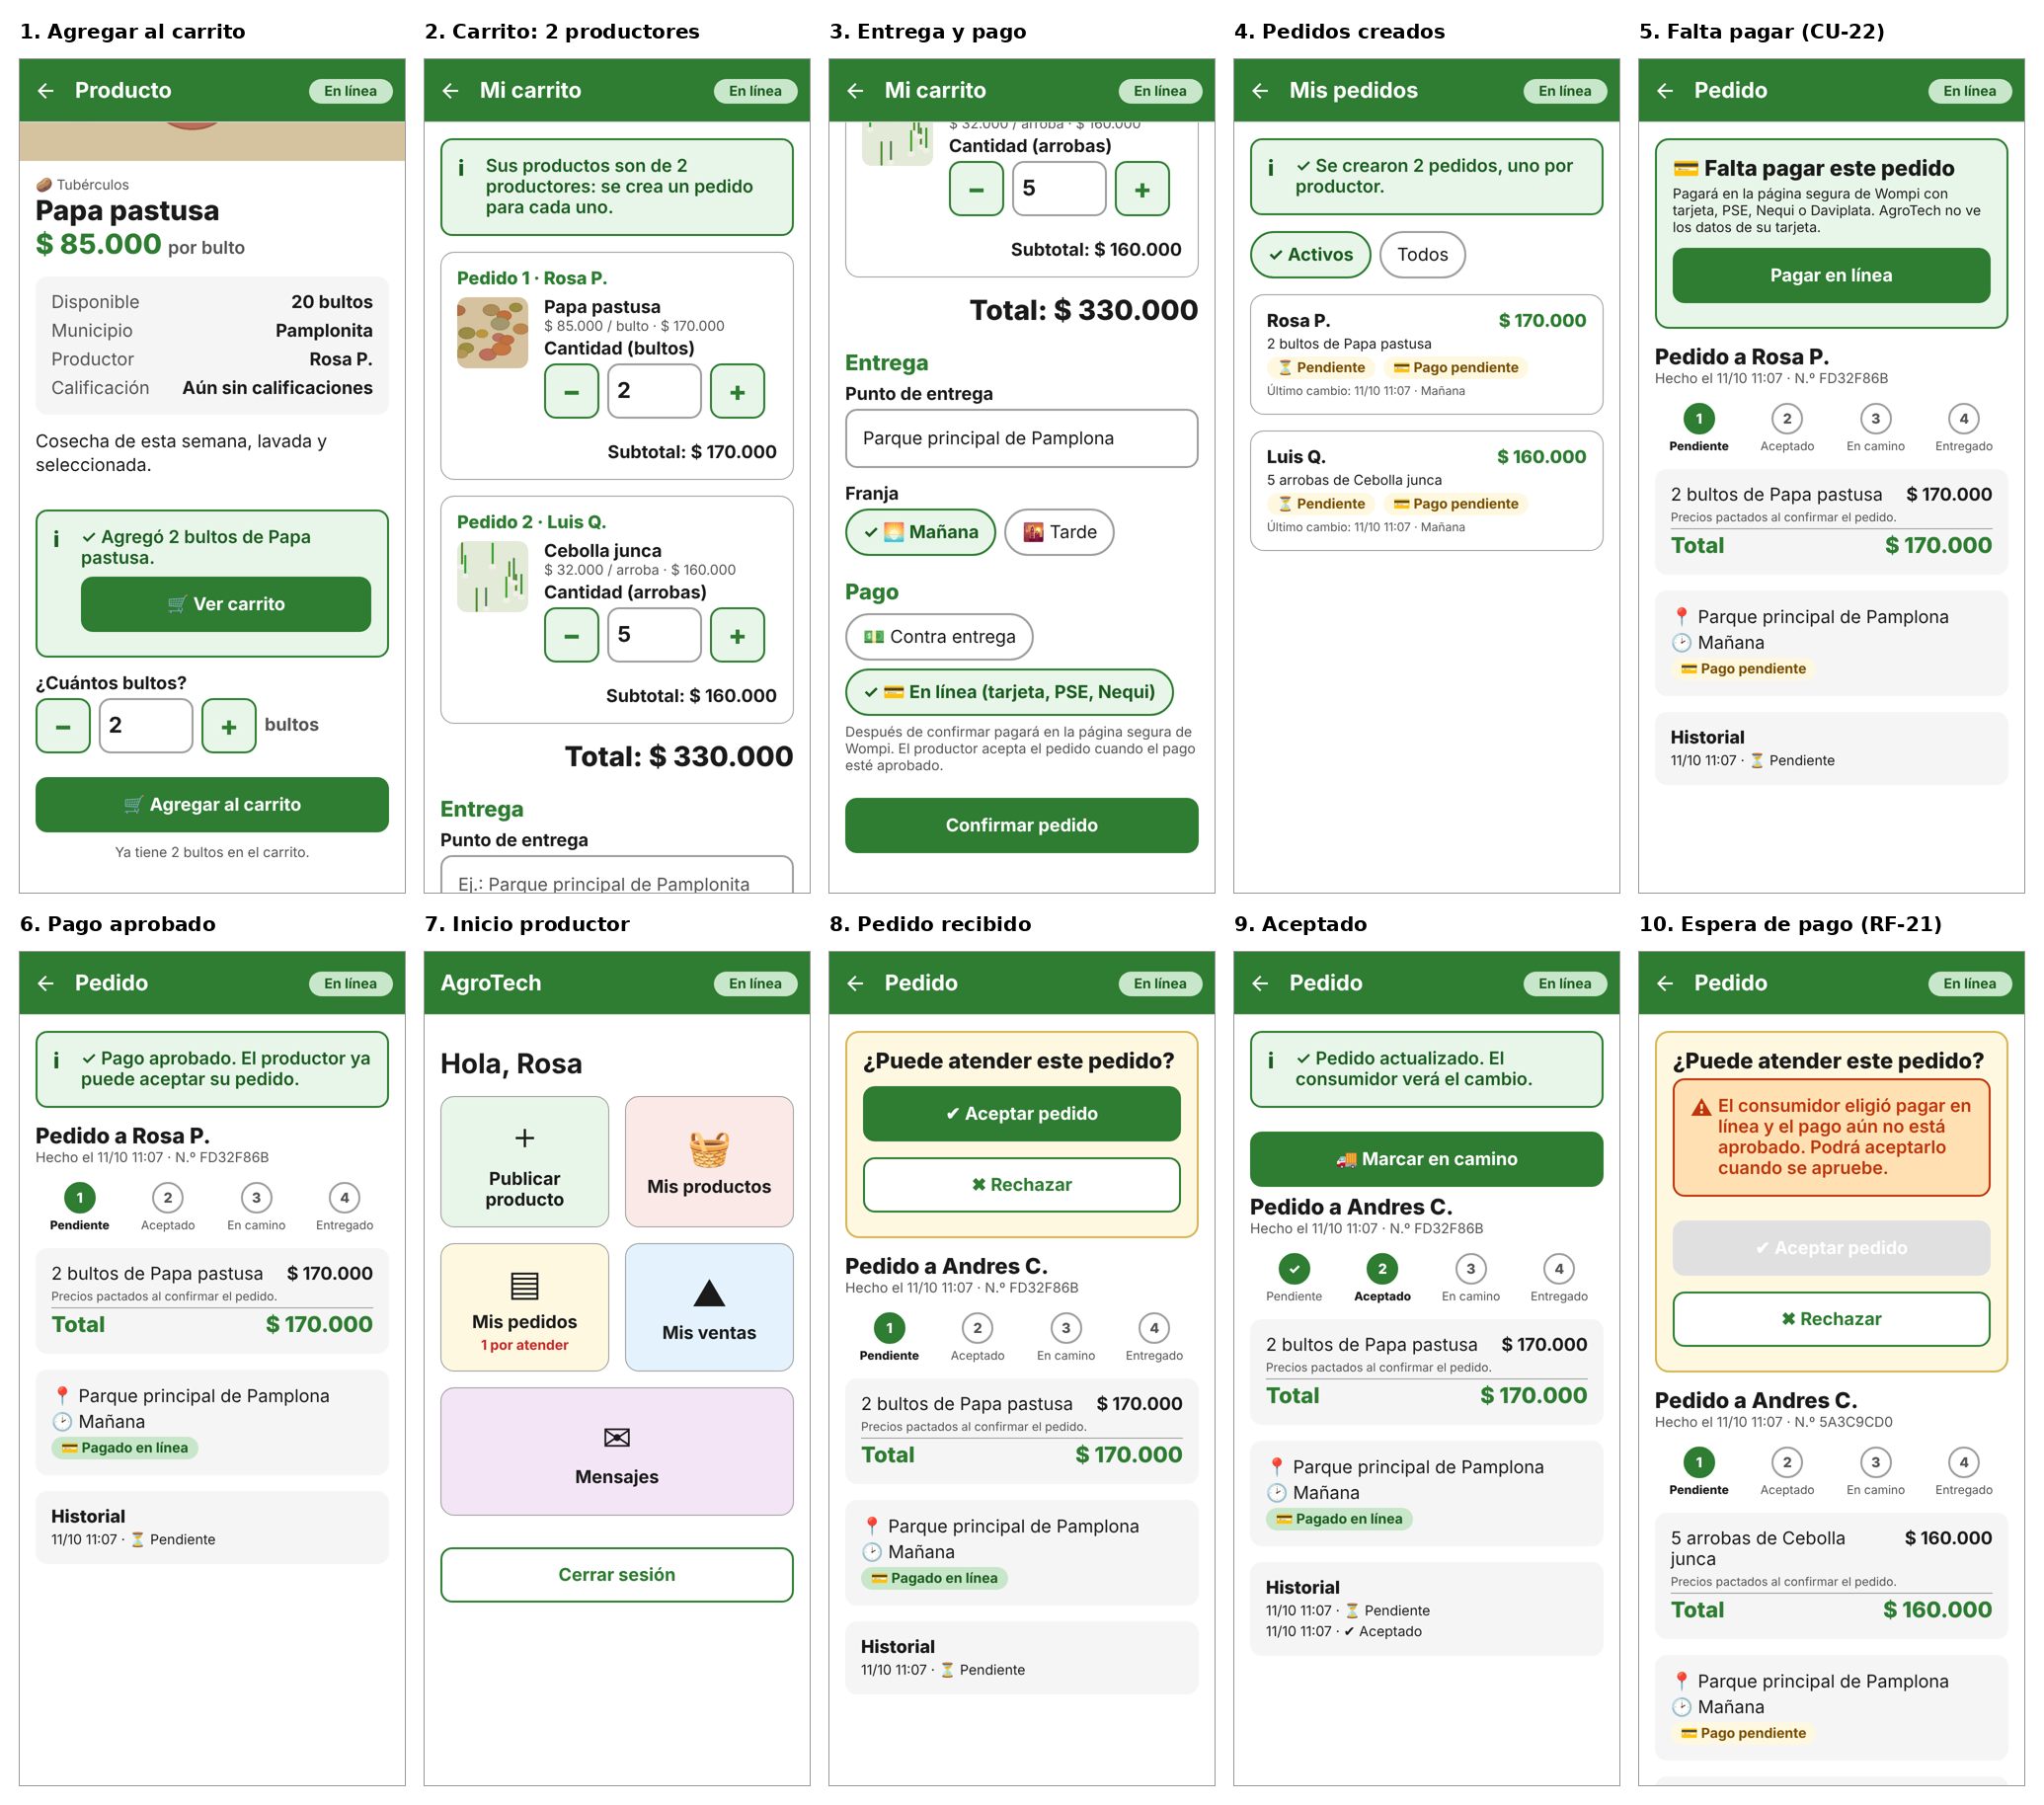 1. Agregar al carrito
← Producto
En línea
🥔 Tubérculos
Papa pastusa
$ 85.000 por bulto
Disponible 20 bultos
Municipio Pamplonita
Productor Rosa P.
Calificación Aún sin calificaciones
Cosecha de esta semana, lavada y
seleccionada.
i ✓ Agregó 2 bultos de Papa
pastusa.
🛒 Ver carrito
¿Cuántos bultos?
− 2 + bultos
🛒 Agregar al carrito
Ya tiene 2 bultos en el carrito.
2. Carrito: 2 productores
← Mi carrito
En línea
i Sus productos son de 2
productores: se crea un pedido
para cada uno.
Pedido 1 · Rosa P.
Papa pastusa
$ 85.000 / bulto · $ 170.000
Cantidad (bultos)
− 2 +
Subtotal: $ 170.000
Pedido 2 · Luis Q.
Cebolla junca
$ 32.000 / arroba · $ 160.000
Cantidad (arrobas)
− 5 +
Subtotal: $ 160.000
Total: $ 330.000
Entrega
Punto de entrega
Ej.: Parque principal de Pamplonita
3. Entrega y pago
← Mi carrito
En línea
$ 32.000 / arroba · $ 160.000
Cantidad (arrobas)
− 5 +
Subtotal: $ 160.000
Total: $ 330.000
Entrega
Punto de entrega
Parque principal de Pamplona
Franja
✓ 🌅 Mañana
🌇 Tarde
Pago
💵 Contra entrega
✓ 💳 En línea (tarjeta, PSE, Nequi)
Después de confirmar pagará en la página segura de
Wompi. El productor acepta el pedido cuando el pago
esté aprobado.
Confirmar pedido
4. Pedidos creados
← Mis pedidos
En línea
i ✓ Se crearon 2 pedidos, uno por
productor.
✓ Activos
Todos
Rosa P. $ 170.000
2 bultos de Papa pastusa
⏳ Pendiente 💳 Pago pendiente
Último cambio: 11/10 11:07 · Mañana
Luis Q. $ 160.000
5 arrobas de Cebolla junca
⏳ Pendiente 💳 Pago pendiente
Último cambio: 11/10 11:07 · Mañana
5. Falta pagar (CU-22)
← Pedido
En línea
💳 Falta pagar este pedido
Pagará en la página segura de Wompi con
tarjeta, PSE, Nequi o Daviplata. AgroTech no ve
los datos de su tarjeta.
Pagar en línea
Pedido a Rosa P.
Hecho el 11/10 11:07 · N.º FD32F86B
1 2 3 4
Pendiente Aceptado En camino Entregado
2 bultos de Papa pastusa $ 170.000
Precios pactados al confirmar el pedido.
Total $ 170.000
📍 Parque principal de Pamplona
🕑 Mañana
💳 Pago pendiente
Historial
11/10 11:07 · ⏳ Pendiente
6. Pago aprobado
← Pedido
En línea
i ✓ Pago aprobado. El productor ya
puede aceptar su pedido.
Pedido a Rosa P.
Hecho el 11/10 11:07 · N.º FD32F86B
1 2 3 4
Pendiente Aceptado En camino Entregado
2 bultos de Papa pastusa $ 170.000
Precios pactados al confirmar el pedido.
Total $ 170.000
📍 Parque principal de Pamplona
🕑 Mañana
💳 Pagado en línea
Historial
11/10 11:07 · ⏳ Pendiente
7. Inicio productor
AgroTech
En línea
Hola, Rosa
+
Publicar
producto
Mis productos
Mis pedidos
1 por atender
Mis ventas
Mensajes
Cerrar sesión
8. Pedido recibido
← Pedido
En línea
¿Puede atender este pedido?
✔ Aceptar pedido
✖ Rechazar
Pedido a Andres C.
Hecho el 11/10 11:07 · N.º FD32F86B
1 2 3 4
Pendiente Aceptado En camino Entregado
2 bultos de Papa pastusa $ 170.000
Precios pactados al confirmar el pedido.
Total $ 170.000
📍 Parque principal de Pamplona
🕑 Mañana
💳 Pagado en línea
Historial
11/10 11:07 · ⏳ Pendiente
9. Aceptado
← Pedido
En línea
i ✓ Pedido actualizado. El
consumidor verá el cambio.
🚚 Marcar en camino
Pedido a Andres C.
Hecho el 11/10 11:07 · N.º FD32F86B
✓ 2 3 4
Pendiente Aceptado En camino Entregado
2 bultos de Papa pastusa $ 170.000
Precios pactados al confirmar el pedido.
Total $ 170.000
📍 Parque principal de Pamplona
🕑 Mañana
💳 Pagado en línea
Historial
11/10 11:07 · ⏳ Pendiente
11/10 11:07 · ✔ Aceptado
10. Espera de pago (RF-21)
← Pedido
En línea
¿Puede atender este pedido?
⚠ El consumidor eligió pagar en
línea y el pago aún no está
aprobado. Podrá aceptarlo
cuando se apruebe.
✔ Aceptar pedido
✖ Rechazar
Pedido a Andres C.
Hecho el 11/10 11:07 · N.º 5A3C9CD0
1 2 3 4
Pendiente Aceptado En camino Entregado
5 arrobas de Cebolla $ 160.000
junca
Precios pactados al confirmar el pedido.
Total $ 160.000
📍 Parque principal de Pamplona
🕑 Mañana
💳 Pago pendiente